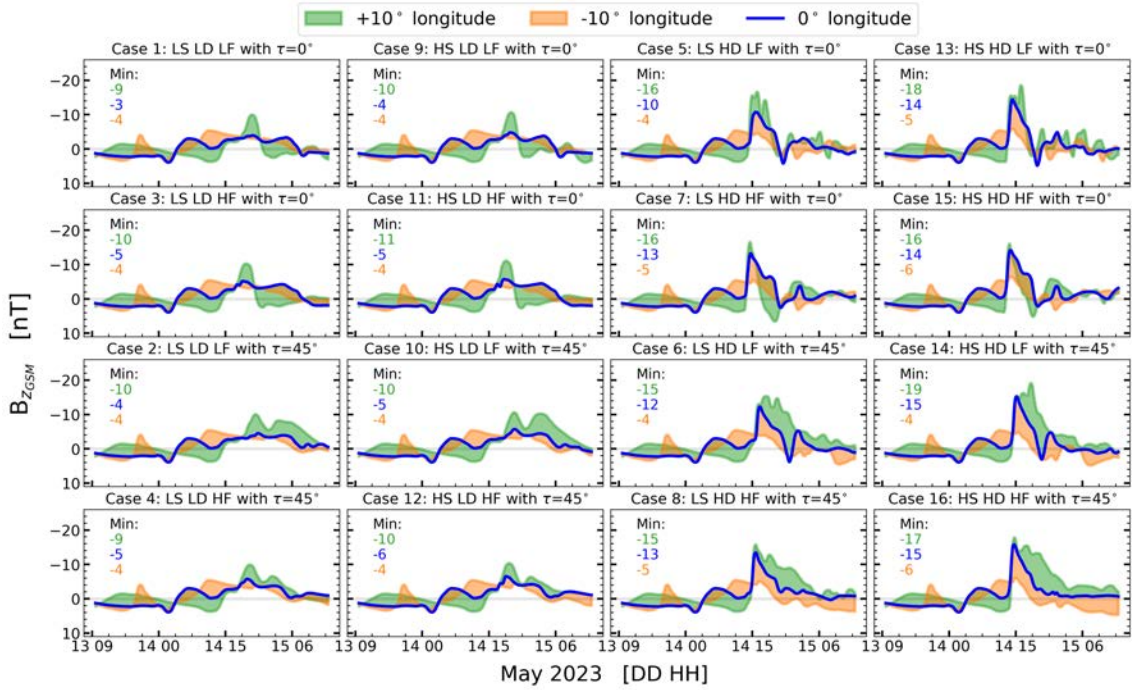 +10° longitude -10° longitude 0° longitude
Case 1: LS LD LF with τ=0° Case 9: HS LD LF with τ=0° Case 5: LS HD LF with τ=0° Case 13: HS HD LF with τ=0°
Min: Min: Min: Min:
-9 -10 -16 -18
-3 -4 -10 -14
-4 -4 -4 -5
-20
-10
0
10
Case 3: LS LD HF with τ=0° Case 11: HS LD HF with τ=0° Case 7: LS HD HF with τ=0° Case 15: HS HD HF with τ=0°
Min: Min: Min: Min:
-10 -11 -16 -16
-5 -5 -13 -14
-4 -4 -5 -6
-20
-10
0
10
Case 2: LS LD LF with τ=45° Case 10: HS LD LF with τ=45° Case 6: LS HD LF with τ=45° Case 14: HS HD LF with τ=45°
Min: Min: Min: Min:
-10 -10 -15 -19
-4 -5 -12 -15
-4 -4 -4 -5
-20
-10
0
10
Case 4: LS LD HF with τ=45° Case 12: HS LD HF with τ=45° Case 8: LS HD HF with τ=45° Case 16: HS HD HF with τ=45°
Min: Min: Min: Min:
-9 -10 -15 -17
-5 -6 -13 -15
-4 -4 -5 -6
-20
-10
0
10
13 09 14 00 14 15 15 06 13 09 14 00 14 15 15 06 13 09 14 00 14 15 15 06 13 09 14 00 14 15 15 06
B_{Z_{GSM}} [nT]
May 2023 [DD HH]